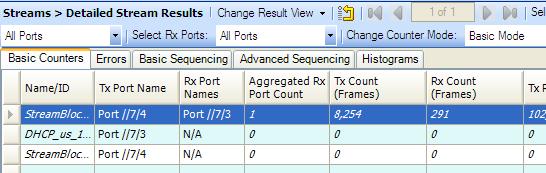 Streams > Detailed Stream Results Change Result View 1 of 1 Sel
All Ports Select Rx Ports: All Ports Change Counter Mode: Basic Mode
Basic Counters Errors Basic Sequencing Advanced Sequencing Histograms
Name/ID Tx Port Name Rx Port Names Aggregated Rx Port Count Tx Count (Frames) Rx Count (Frames) Tx R
StreamBloc... Port //7/4 Port //7/3 1 8,254 291 102,
DHCP_us_1... Port //7/3 N/A 0 0 0 0
StreamBloc... Port //7/4 N/A 0 0 0 0